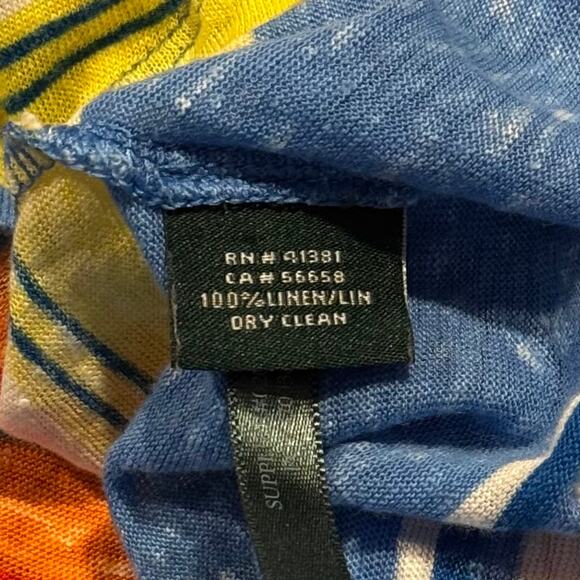 RN # 41381
CA # 56658
100% LINEN/LIN
DRY CLEAN